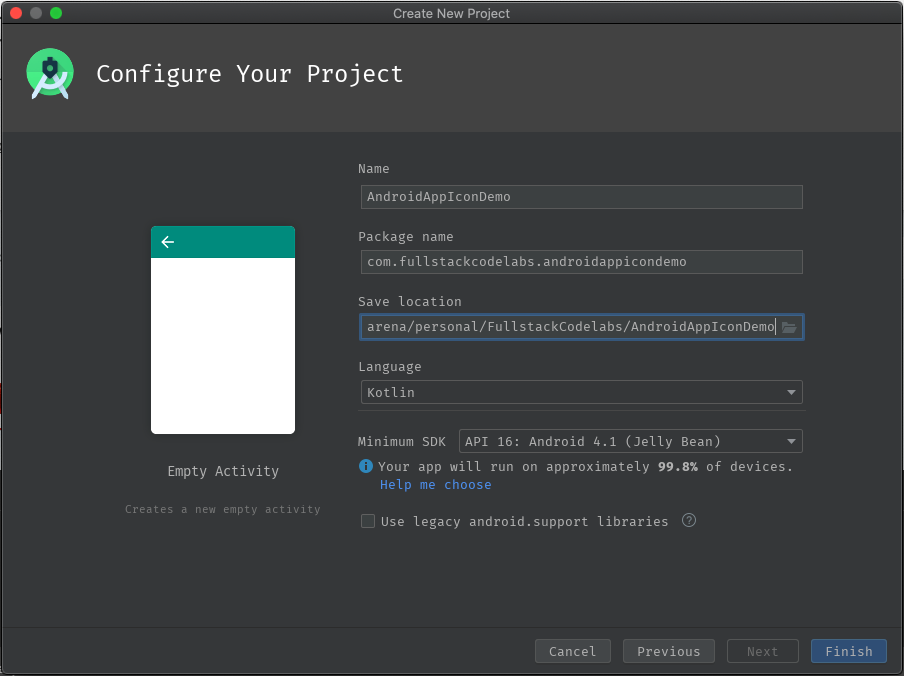 Create New Project
Configure Your Project
Name
AndroidAppIconDemo
Package name
com.fullstackcodelabs.androidappicondemo
Save location
arena/personal/FullstackCodelabs/AndroidAppIconDemo
Language
Kotlin
Minimum SDK API 16: Android 4.1 (Jelly Bean)
Your app will run on approximately 99.8% of devices.
Help me choose
Use legacy android.support libraries ?
Empty Activity
Creates a new empty activity
Cancel Previous Next Finish